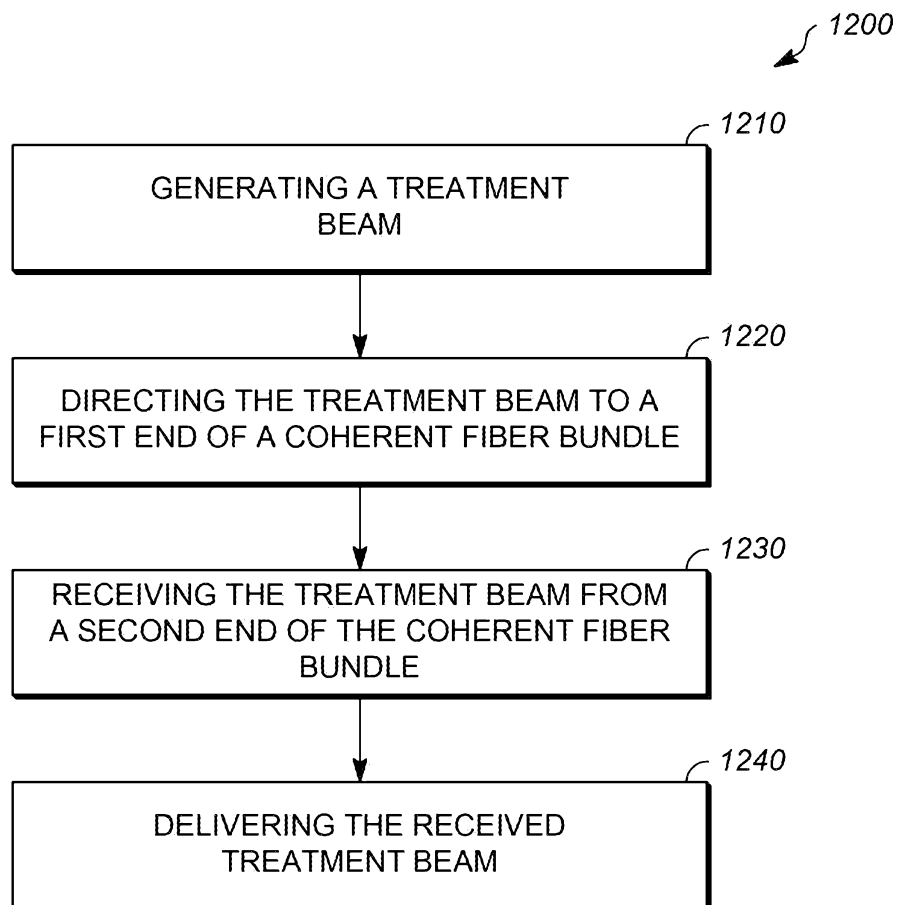 1200
1210
GENERATING A TREATMENT
BEAM
1220
DIRECTING THE TREATMENT BEAM TO A
FIRST END OF A COHERENT FIBER BUNDLE
1230
RECEIVING THE TREATMENT BEAM FROM
A SECOND END OF THE COHERENT FIBER
BUNDLE
1240
DELIVERING THE RECEIVED
TREATMENT BEAM